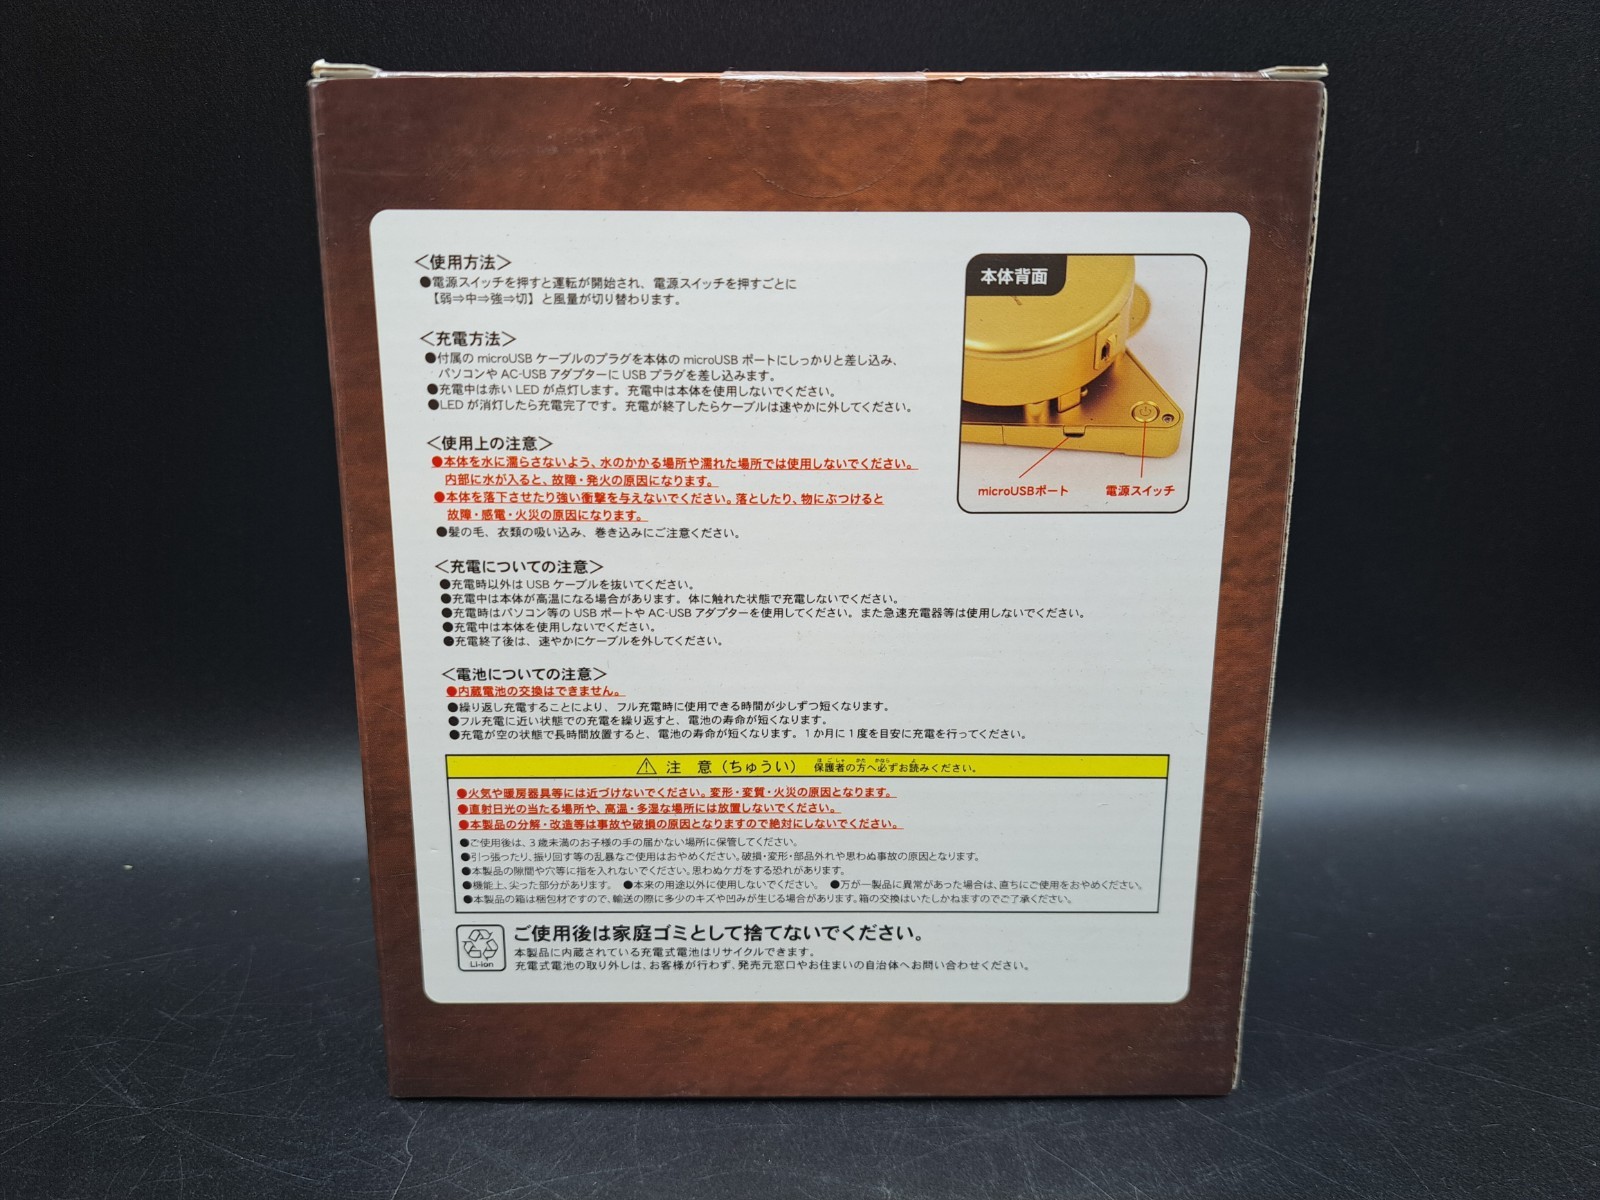 ＜使用方法＞
●電源スイッチを押すと運転が開始され、電源スイッチを押すごとに
【弱⇒中⇒強⇒切】と風量が切り替わります。
＜充電方法＞
●付属の microUSB ケーブルのプラグを本体の microUSB ポートにしっかりと差し込み、
パソコンや AC-USB アダプターに USB プラグを差し込みます。
●充電中は赤い LED が点灯します。充電中は本体を使用しないでください。
●LED が消灯したら充電完了です。充電が終了したらケーブルは速やかに外してください。
本体背面
microUSBポート
電源スイッチ
＜使用上の注意＞
●本体を水に濡らさないよう、水のかかる場所や濡れた場所では使用しないでください。
内部に水が入ると、故障・発火の原因になります。
●本体を落下させたり強い衝撃を与えないでください。落としたり、物にぶつけると
故障・感電・火災の原因になります。
●髪の毛、衣類の吸い込み、巻き込みにご注意ください。
＜充電についての注意＞
●充電時以外は USB ケーブルを抜いてください。
●充電中は本体が高温になる場合があります。体に触れた状態で充電しないでください。
●充電時はパソコン等の USB ポートや AC-USB アダプターを使用してください。また急速充電器等は使用しないでください。
●充電中は本体を使用しないでください。
●充電終了後は、速やかにケーブルを外してください。
＜電池についての注意＞
●内蔵電池の交換はできません。
●繰り返し充電することにより、フル充電時に使用できる時間が少しずつ短くなります。
●フル充電に近い状態での充電を繰り返すと、電池の寿命が短くなります。
●充電が空の状態で長時間放置すると、電池の寿命が短くなります。1か月に1度を目安に充電を行ってください。
注 意（ちゅうい） 保護者の方へ必ずお読みください。
●火気や暖房器具等には近づけないでください。変形・変質・火災の原因となります。
●直射日光の当たる場所や、高温・多湿な場所には放置しないでください。
●本製品の分解・改造等は事故や破損の原因となりますので絶対にしないでください。
●ご使用後は、3歳未満のお子様の手の届かない場所に保管してください。
●引っ張ったり、振り回す等の乱暴なご使用はおやめください。破損・変形・部品外れや思わぬ事故の原因となります。
●本製品の隙間や穴等に指を入れないでください。思わぬケガをする恐れがあります。
●機能上、尖った部分があります。 ●本来の用途以外に使用しないでください。 ●万が一製品に異常があった場合は、直ちにご使用をおやめください。
●本製品の箱は梱包材ですので、輸送の際に多少のキズや凹みが生じる場合があります。箱の交換はいたしかねますのでご了承ください。
Li-ion
ご使用後は家庭ゴミとして捨てないでください。
本製品に内蔵されている充電式電池はリサイクルできます。
充電式電池の取り外しは、お客様が行わず、発売元窓口やお住まいの自治体へお問い合わせください。